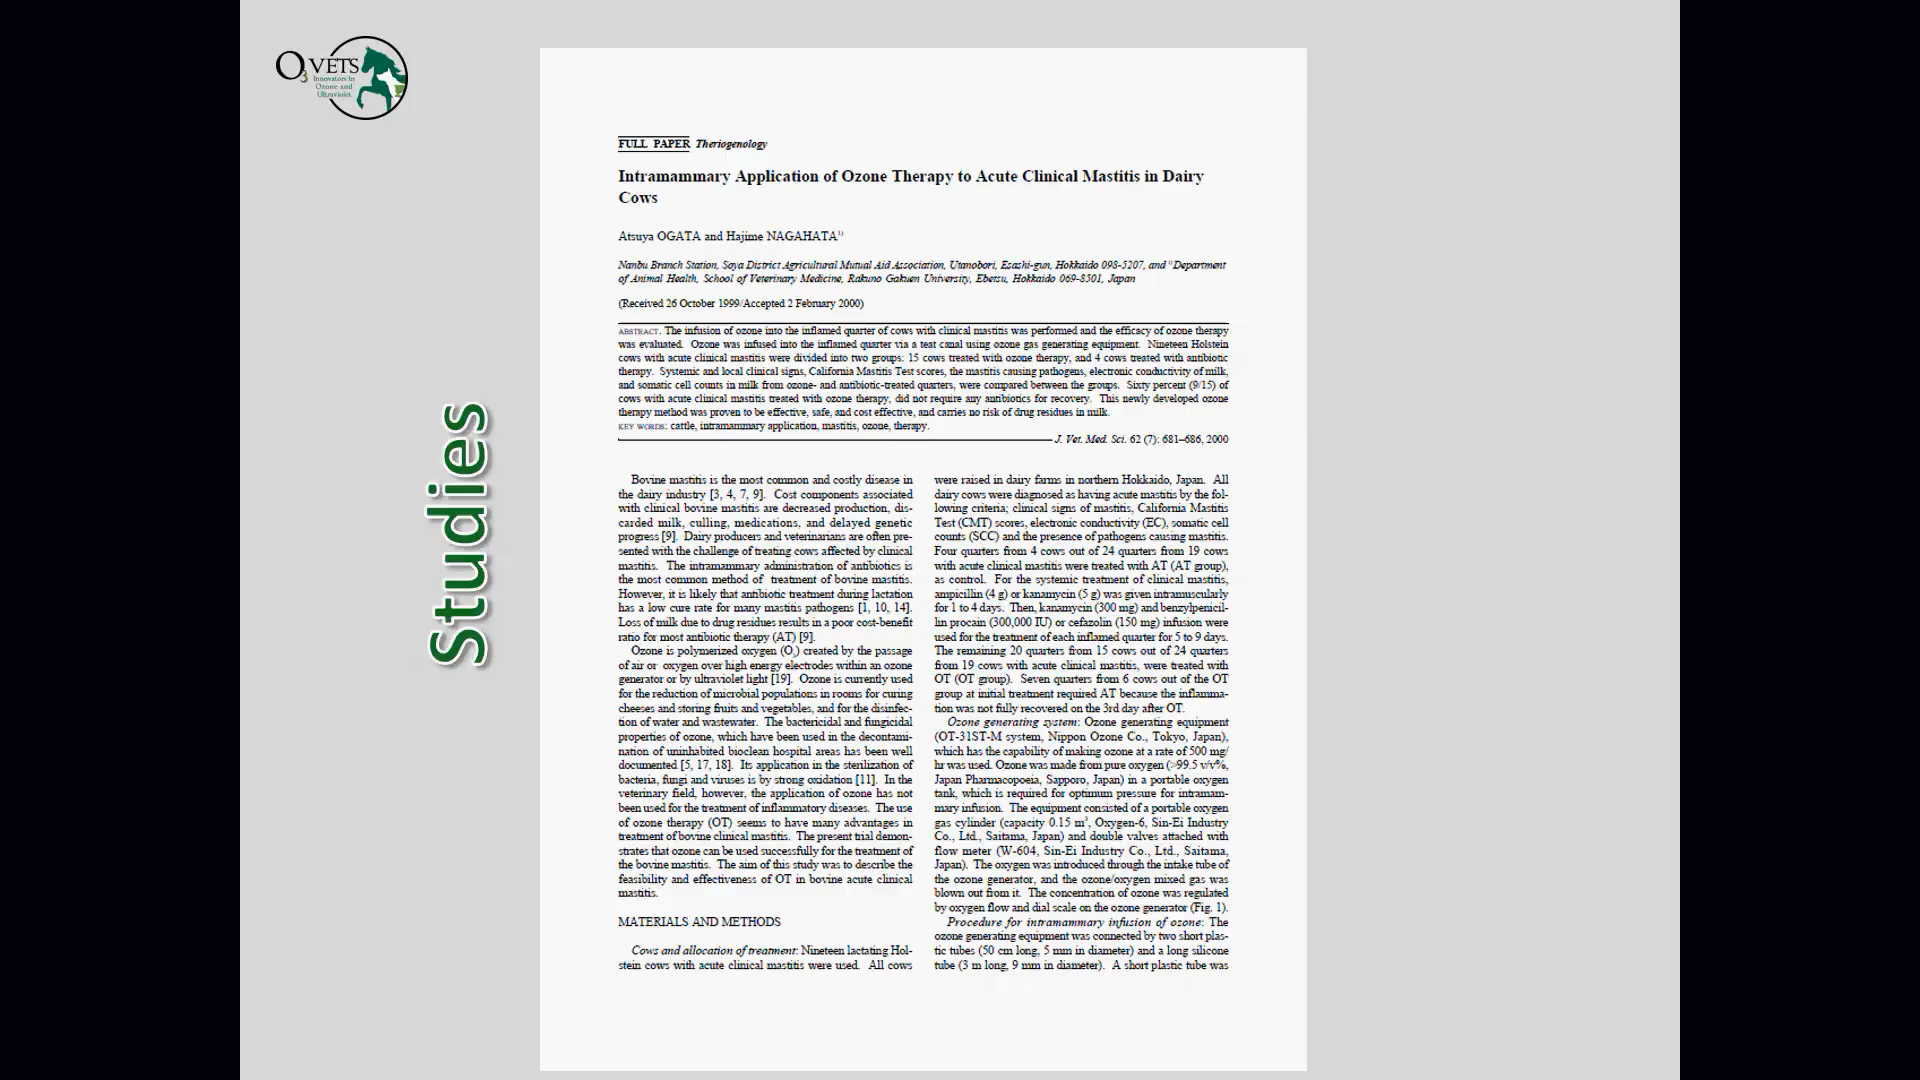 O3VETS
Innovators in
Ozone and
Ultraviolet
Studies
FULL PAPER Theriogenology
Intramammary Application of Ozone Therapy to Acute Clinical Mastitis in Dairy
Cows
Atsuya OGATA and Hajime NAGAHATA1)
Nanbu Branch Station, Soya District Agricultural Mutual Aid Association, Utanobori, Esashi-gun, Hokkaido 098-5207, and 1)Department
of Animal Health, School of Veterinary Medicine, Rakuno Gakuen University, Ebetsu, Hokkaido 069-8501, Japan
(Received 26 October 1999/Accepted 2 February 2000)
ABSTRACT. The infusion of ozone into the inflamed quarter of cows with clinical mastitis was performed and the efficacy of ozone therapy
was evaluated. Ozone was infused into the inflamed quarter via a teat canal using ozone gas generating equipment. Nineteen Holstein
cows with acute clinical mastitis were divided into two groups: 15 cows treated with ozone therapy, and 4 cows treated with antibiotic
therapy. Systemic and local clinical signs, California Mastitis Test scores, the mastitis causing pathogens, electronic conductivity of milk,
and somatic cell counts in milk from ozone- and antibiotic-treated quarters, were compared between the groups. Sixty percent (9/15) of
cows with acute clinical mastitis treated with ozone therapy, did not require any antibiotics for recovery. This newly developed ozone
therapy method was proven to be effective, safe, and cost effective, and carries no risk of drug residues in milk.
KEY WORDS: cattle, intramammary application, mastitis, ozone, therapy.
J. Vet. Med. Sci. 62 (7): 681–686, 2000
Bovine mastitis is the most common and costly disease in
the dairy industry [3, 4, 7, 9]. Cost components associated
with clinical bovine mastitis are decreased production, dis-
carded milk, culling, medications, and delayed genetic
progress [9]. Dairy producers and veterinarians are often pre-
sented with the challenge of treating cows affected by clinical
mastitis. The intramammary administration of antibiotics is
the most common method of treatment of bovine mastitis.
However, it is likely that antibiotic treatment during lactation
has a low cure rate for many mastitis pathogens [1, 10, 14].
Loss of milk due to drug residues results in a poor cost-benefit
ratio for most antibiotic therapy (AT) [9].
Ozone is polymerized oxygen (O3) created by the passage
of air or oxygen over high energy electrodes within an ozone
generator or by ultraviolet light [19]. Ozone is currently used
for the reduction of microbial populations in rooms for curing
cheeses and storing fruits and vegetables, and for the disinfec-
tion of water and wastewater. The bactericidal and fungicidal
properties of ozone, which have been used in the decontami-
nation of uninhabited bioclean hospital areas has been well
documented [5, 17, 18]. Its application in the sterilization of
bacteria, fungi and viruses is by strong oxidation [11]. In the
veterinary field, however, the application of ozone has not
been used for the treatment of inflammatory diseases. The use
of ozone therapy (OT) seems to have many advantages in
treatment of bovine clinical mastitis. The present trial demon-
strates that ozone can be used successfully for the treatment of
the bovine mastitis. The aim of this study was to describe the
feasibility and effectiveness of OT in bovine acute clinical
mastitis.
MATERIALS AND METHODS
Cows and allocation of treatment: Nineteen lactating Hol-
stein cows with acute clinical mastitis were used. All cows
were raised in dairy farms in northern Hokkaido, Japan. All
dairy cows were diagnosed as having acute mastitis by the fol-
lowing criteria; clinical signs of mastitis, California Mastitis
Test (CMT) scores, electronic conductivity (EC), somatic cell
counts (SCC) and the presence of pathogens causing mastitis.
Four quarters from 4 cows out of 24 quarters from 19 cows
with acute clinical mastitis were treated with AT (AT group),
as control. For the systemic treatment of clinical mastitis,
ampicillin (4 g) or kanamycin (5 g) was given intramuscularly
for 1 to 4 days. Then, kanamycin (300 mg) and benzylpenicil-
lin procain (300,000 IU) or cefazolin (150 mg) infusion were
used for the treatment of each inflamed quarter for 5 to 9 days.
The remaining 20 quarters from 15 cows out of 24 quarters
from 19 cows with acute clinical mastitis, were treated with
OT (OT group). Seven quarters from 6 cows out of the OT
group at initial treatment required AT because the inflamma-
tion was not fully recovered on the 3rd day after OT.
Ozone generating system: Ozone generating equipment
(OT-31ST-M system, Nippon Ozone Co., Tokyo, Japan),
which has the capability of making ozone at a rate of 500 mg/
hr was used. Ozone was made from pure oxygen (>99.5 v/v%,
Japan Pharmacopoeia, Sapporo, Japan) in a portable oxygen
tank, which is required for optimum pressure for intramam-
mary infusion. The equipment consisted of a portable oxygen
gas cylinder (capacity 0.15 m3, Oxygen-6, Sin-Ei Industry
Co., Ltd., Saitama, Japan) and double valves attached with
flow meter (W-604, Sin-Ei Industry Co., Ltd., Saitama,
Japan). The oxygen was introduced through the intake tube of
the ozone generator, and the ozone/oxygen mixed gas was
blown out from it. The concentration of ozone was regulated
by oxygen flow and dial scale on the ozone generator (Fig. 1).
Procedure for intramammary infusion of ozone: The
ozone generating equipment was connected by two short plas-
tic tubes (50 cm long, 5 mm in diameter) and a long silicone
tube (3 m long, 9 mm in diameter). A short plastic tube was